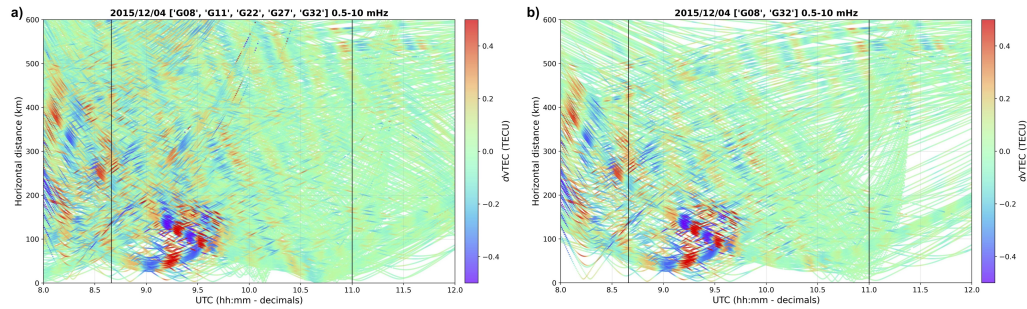 a)
2015/12/04 ['G08', 'G11', 'G22', 'G27', 'G32'] 0.5-10 mHz
600
500
400
300
200
100
0
Horizontal distance (km)
8.0 8.5 9.0 9.5 10.0 10.5 11.0 11.5 12.0
UTC (hh:mm - decimals)
0.4
0.2
0.0
−0.2
−0.4
dvTEC (TECU)
b)
2015/12/04 ['G08', 'G32'] 0.5-10 mHz
600
500
400
300
200
100
0
Horizontal distance (km)
8.0 8.5 9.0 9.5 10.0 10.5 11.0 11.5 12.0
UTC (hh:mm - decimals)
0.4
0.2
0.0
−0.2
−0.4
dvTEC (TECU)